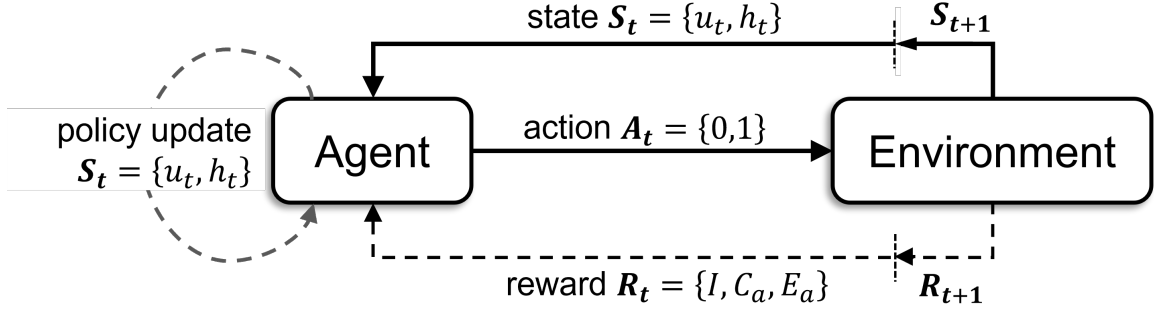 state S_t = {u_t, h_t}
S_{t+1}
policy update
S_t = {u_t, h_t}
Agent
action A_t = {0,1}
Environment
reward R_t = {I, C_a, E_a}
R_{t+1}